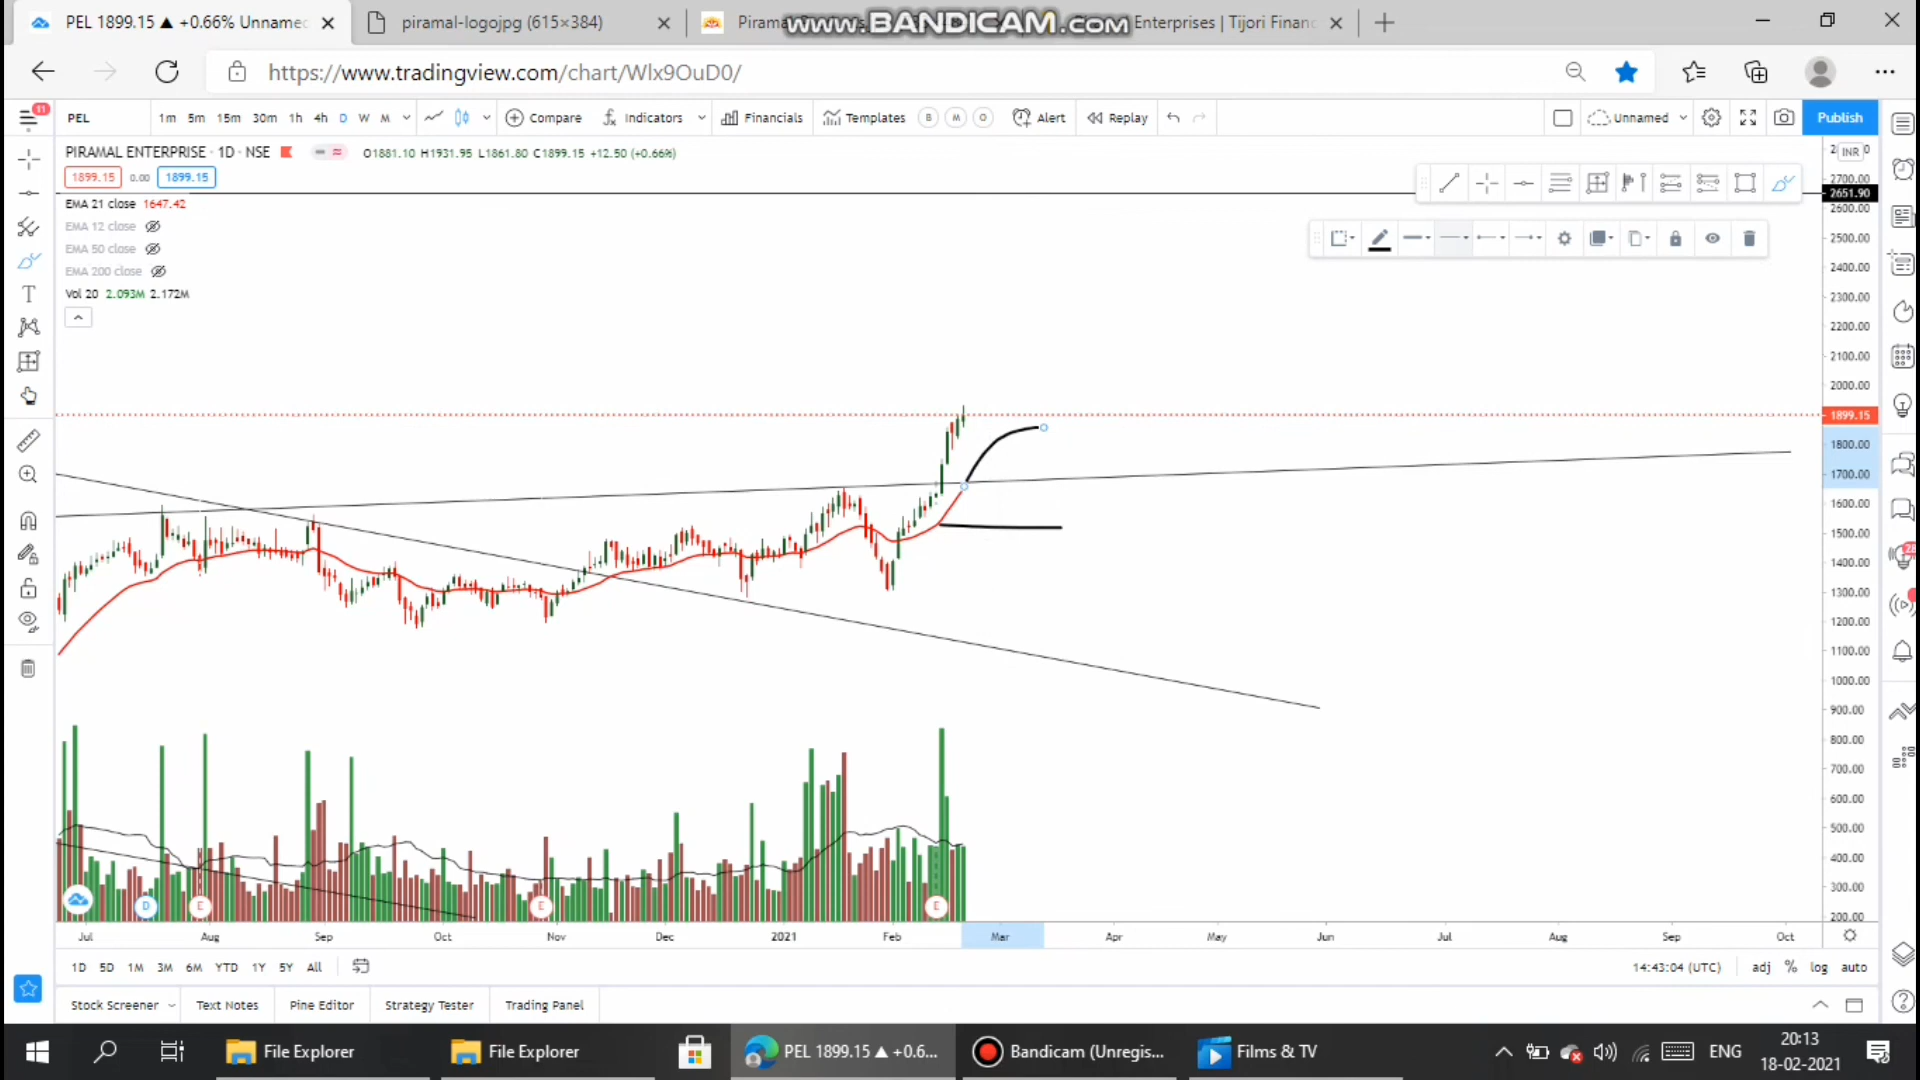 PEL 1899.15 ▲ +0.66% Unnamed
piramal-logojpg (615×384)
www.BANDICAM.com
Enterprises | Tijori Finan
https://www.tradingview.com/chart/Wlx9OuD0/
11
PEL 1m 5m 15m 30m 1h 4h D W M Compare Indicators Financials Templates B M O Alert Replay Unnamed Publish
PIRAMAL ENTERPRISE · 1D · NSE O1881.10 H1931.95 L1861.80 C1899.15 +12.50 (+0.66%)
INR
1899.15 0.00 1899.15
2700.00
2651.90
EMA 21 close 1647.42
2600.00
EMA 12 close
2500.00
EMA 50 close
2400.00
EMA 200 close
2300.00
Vol 20 2.093M 2.172M
2200.00
2100.00
2000.00
1899.15
1800.00
1700.00
1600.00
1500.00
1400.00
1300.00
1200.00
1100.00
1000.00
900.00
800.00
700.00
600.00
500.00
400.00
300.00
200.00
D E E E
Jul Aug Sep Oct Nov Dec 2021 Feb Mar Apr May Jun Jul Aug Sep Oct
1D 5D 1M 3M 6M YTD 1Y 5Y All 14:43:04 (UTC) adj % log auto
Stock Screener Text Notes Pine Editor Strategy Tester Trading Panel
File Explorer File Explorer PEL 1899.15 ▲ +0.6... Bandicam (Unregis... Films & TV ENG 20:13
18-02-2021